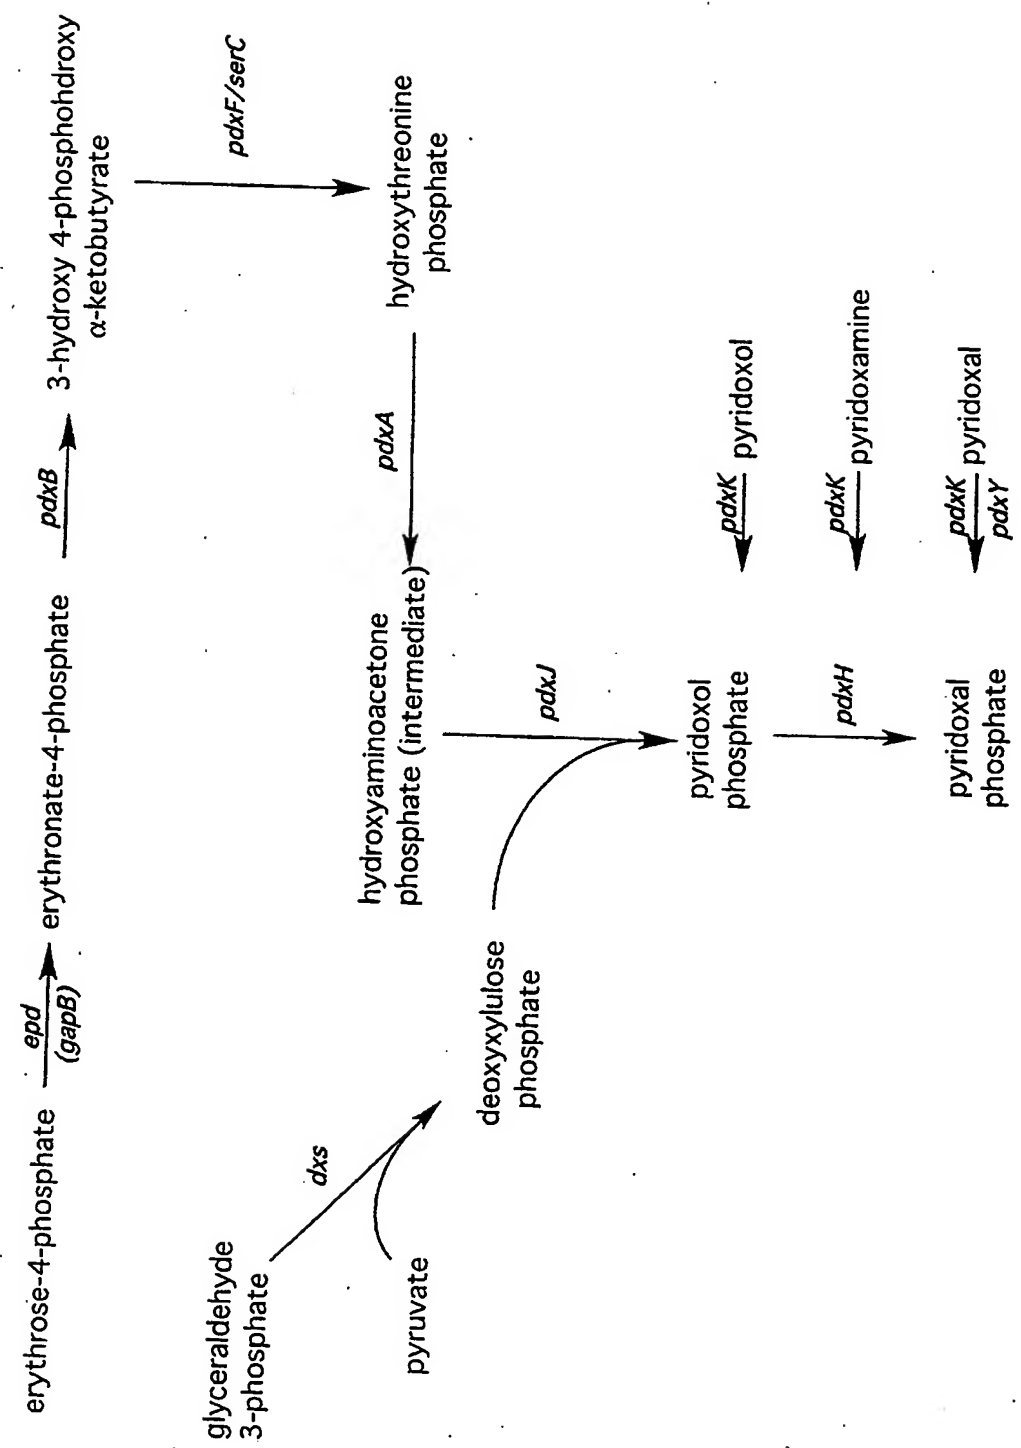 erythrose-4-phosphate
epd
(gapB)
erythronate-4-phosphate
pdxB
3-hydroxy 4-phosphohdroxy
α-ketobutyrate
pdxF/serC
hydroxythreonine
phosphate
pdxA
hydroxyaminoacetone
phosphate (intermediate)
glyceraldehyde
3-phosphate
dxs
pyruvate
deoxyxylulose
phosphate
pdxJ
pyridoxol
phosphate
pdxK
pyridoxol
pdxH
pdxK
pyridoxamine
pyridoxal
phosphate
pdxK
pdxY
pyridoxal